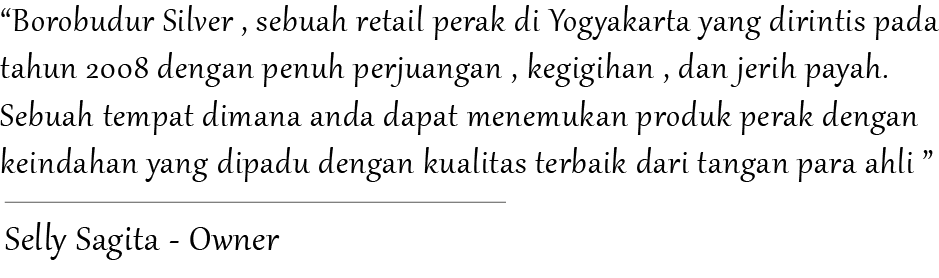 “Borobudur Silver , sebuah retail perak di Yogyakarta yang dirintis pada
tahun 2008 dengan penuh perjuangan , kegigihan , dan jerih payah.
Sebuah tempat dimana anda dapat menemukan produk perak dengan
keindahan yang dipadu dengan kualitas terbaik dari tangan para ahli ”
Selly Sagita - Owner